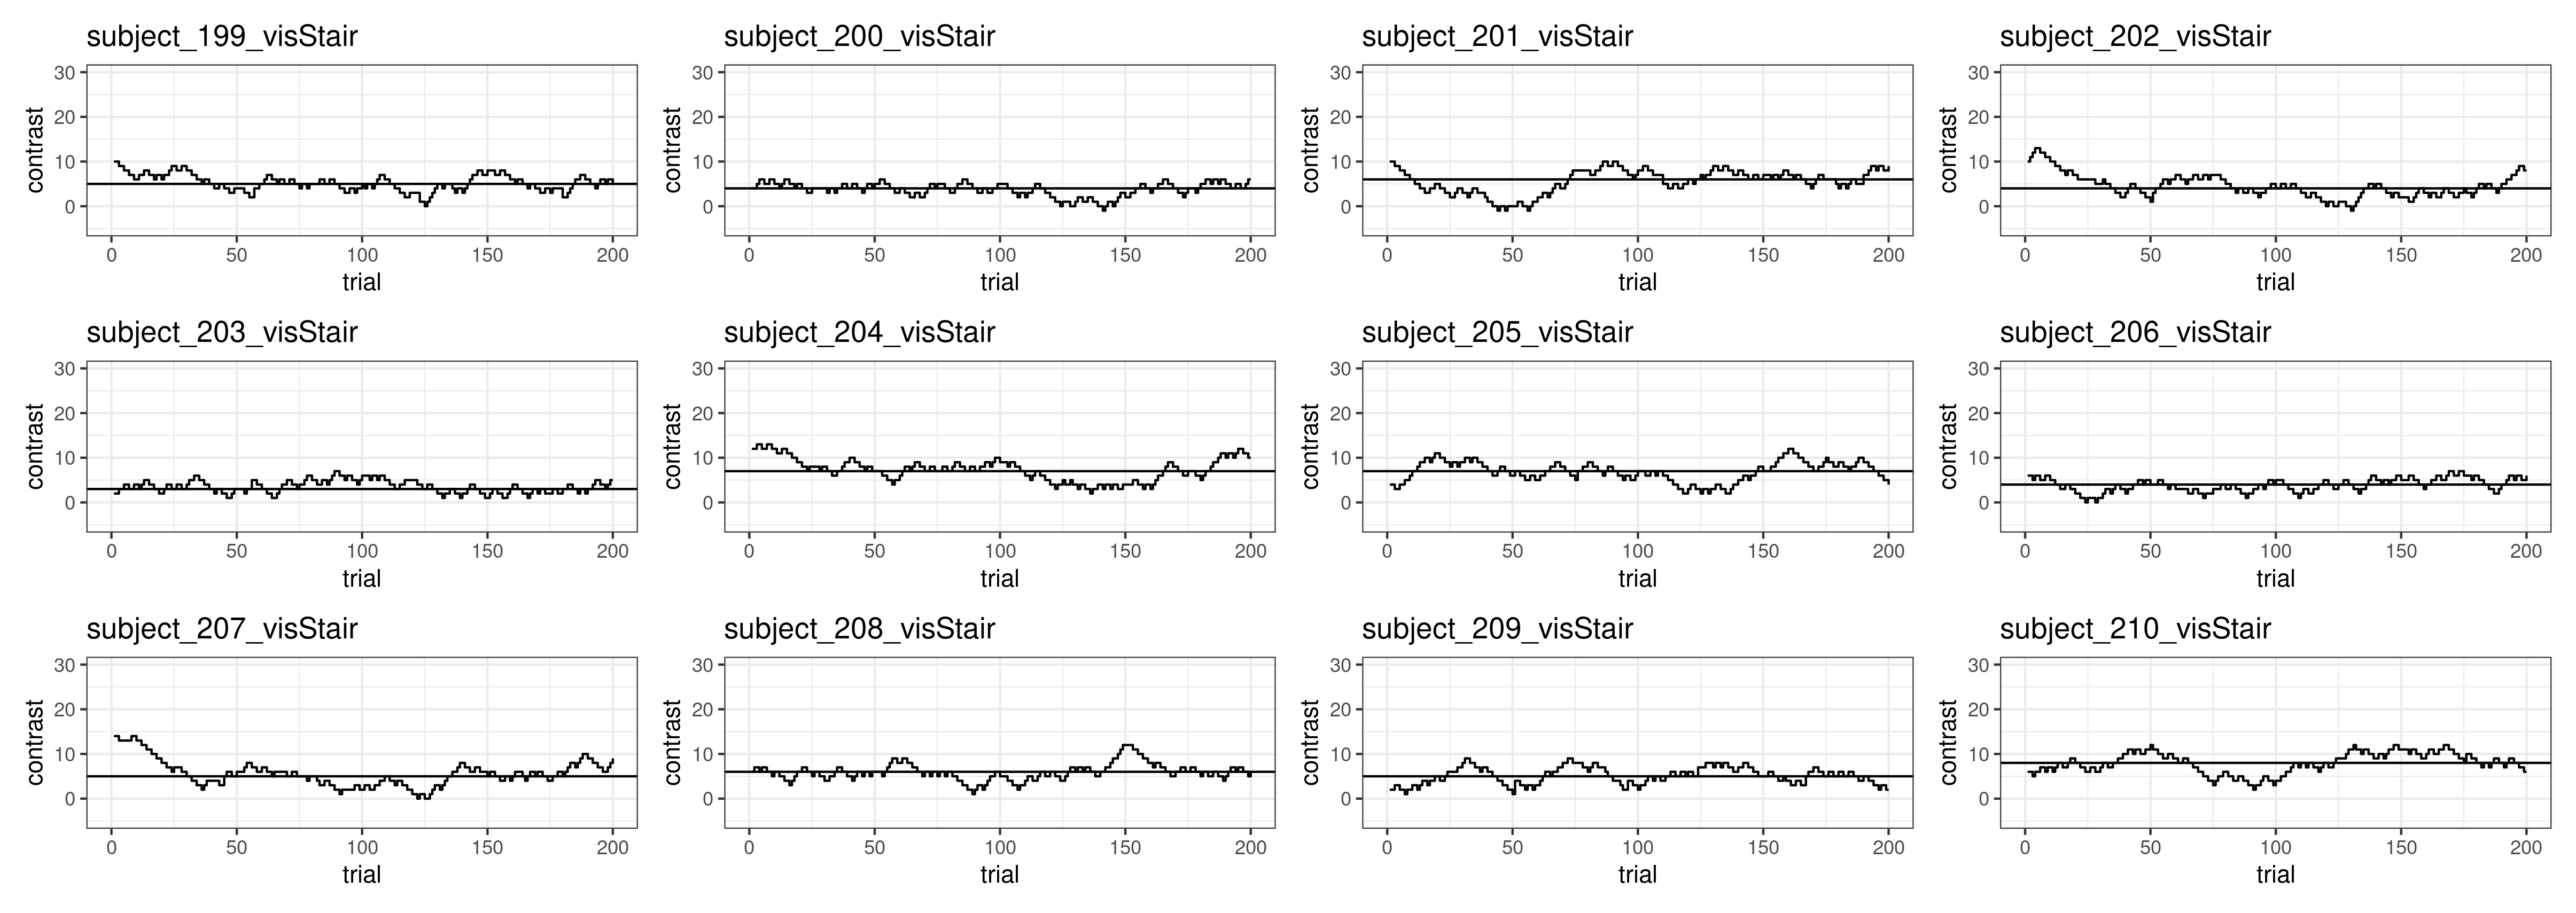 subject_199_visStair
subject_200_visStair
subject_201_visStair
subject_202_visStair
contrast
30
20
10
0
0 50 100 150 200
trial
contrast
30
20
10
0
0 50 100 150 200
trial
contrast
30
20
10
0
0 50 100 150 200
trial
contrast
30
20
10
0
0 50 100 150 200
trial
subject_203_visStair
subject_204_visStair
subject_205_visStair
subject_206_visStair
contrast
30
20
10
0
0 50 100 150 200
trial
contrast
30
20
10
0
0 50 100 150 200
trial
contrast
30
20
10
0
0 50 100 150 200
trial
contrast
30
20
10
0
0 50 100 150 200
trial
subject_207_visStair
subject_208_visStair
subject_209_visStair
subject_210_visStair
contrast
30
20
10
0
0 50 100 150 200
trial
contrast
30
20
10
0
0 50 100 150 200
trial
contrast
30
20
10
0
0 50 100 150 200
trial
contrast
30
20
10
0
0 50 100 150 200
trial